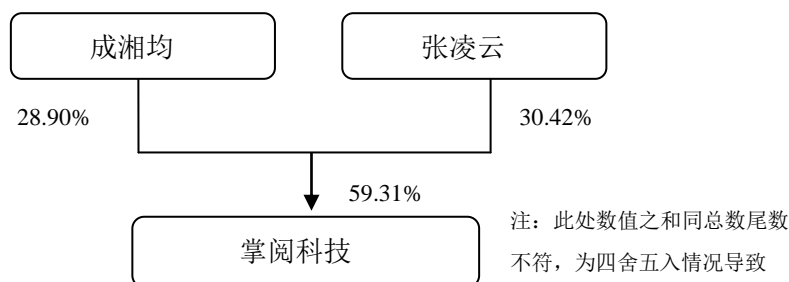 成湘均
张凌云
28.90%
30.42%
59.31%
掌阅科技
注：此处数值之和同总数尾数
不符，为四舍五入情况导致